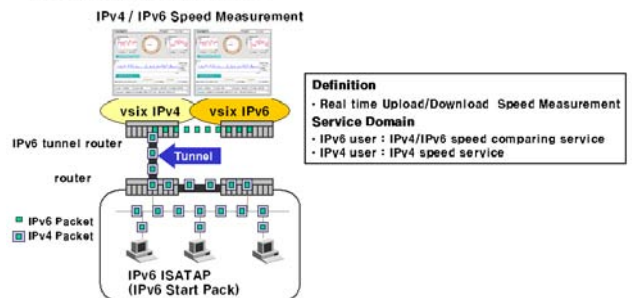 IPv4 / IPv6 Speed Measurement
vsix IPv4
vsix IPv6
IPv6 tunnel router
Tunnel
router
IPv6 Packet
IPv4 Packet
IPv6 ISATAP
(IPv6 Start Pack)
Definition
· Real time Upload/Download Speed Measurement
Service Domain
· IPv6 user : IPv4/IPv6 speed comparing service
· IPv4 user : IPv4 speed service